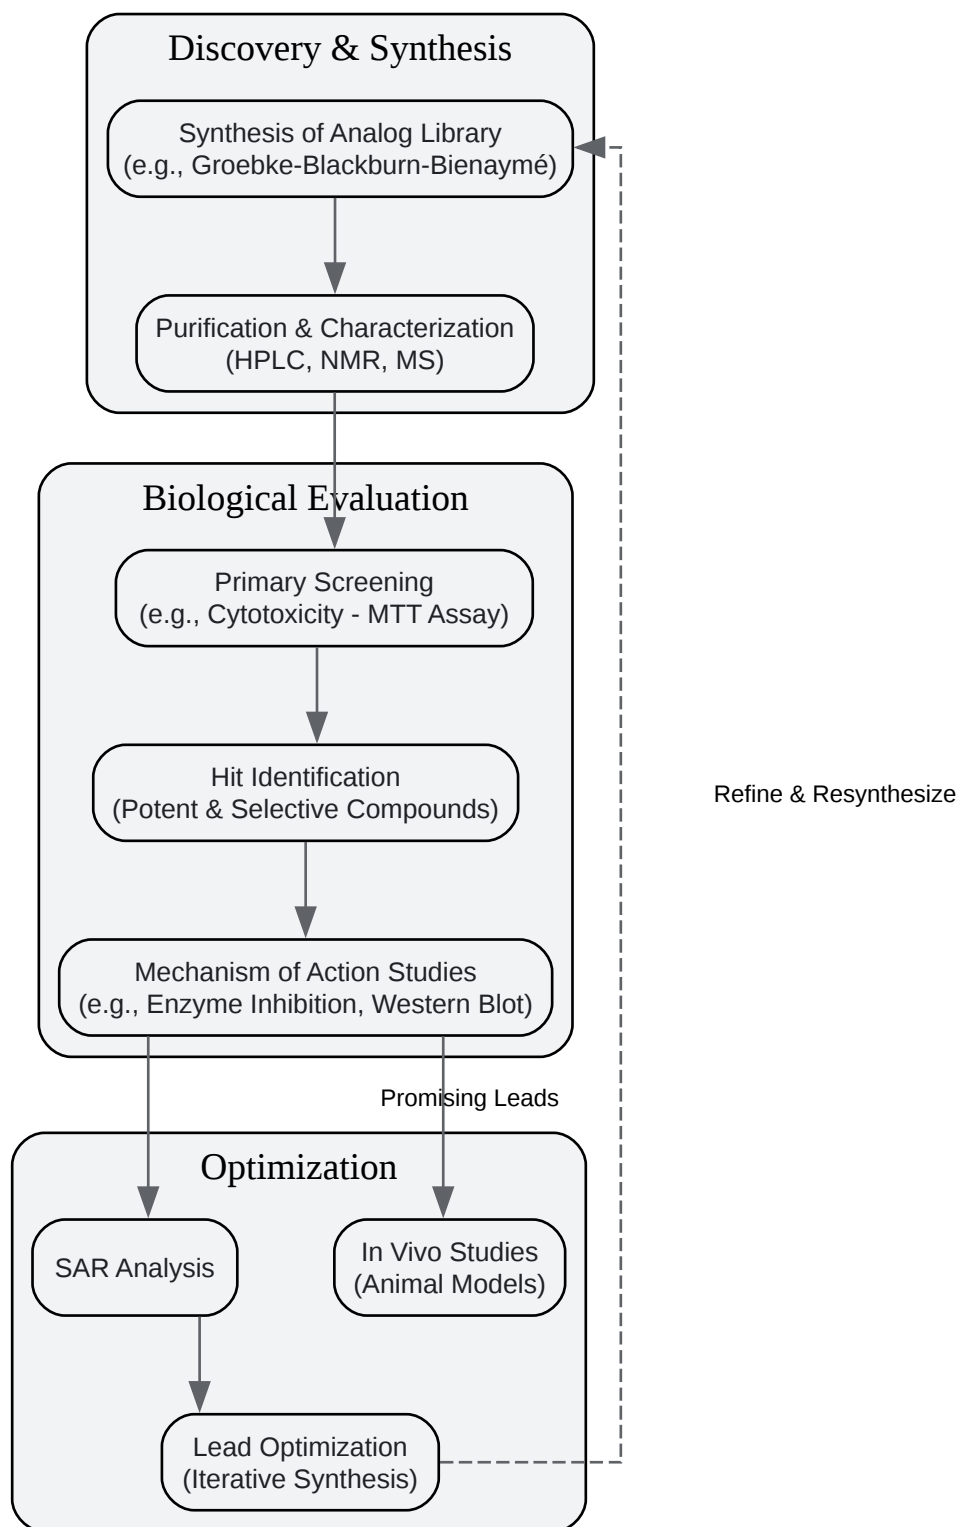 Discovery & Synthesis
Synthesis of Analog Library
(e.g., Groebke-Blackburn-Bienaymé)
Purification & Characterization
(HPLC, NMR, MS)
Biological Evaluation
Primary Screening
(e.g., Cytotoxicity - MTT Assay)
Hit Identification
(Potent & Selective Compounds)
Refine & Resynthesize
Mechanism of Action Studies
(e.g., Enzyme Inhibition, Western Blot)
Promising Leads
Optimization
SAR Analysis
In Vivo Studies
(Animal Models)
Lead Optimization
(Iterative Synthesis)